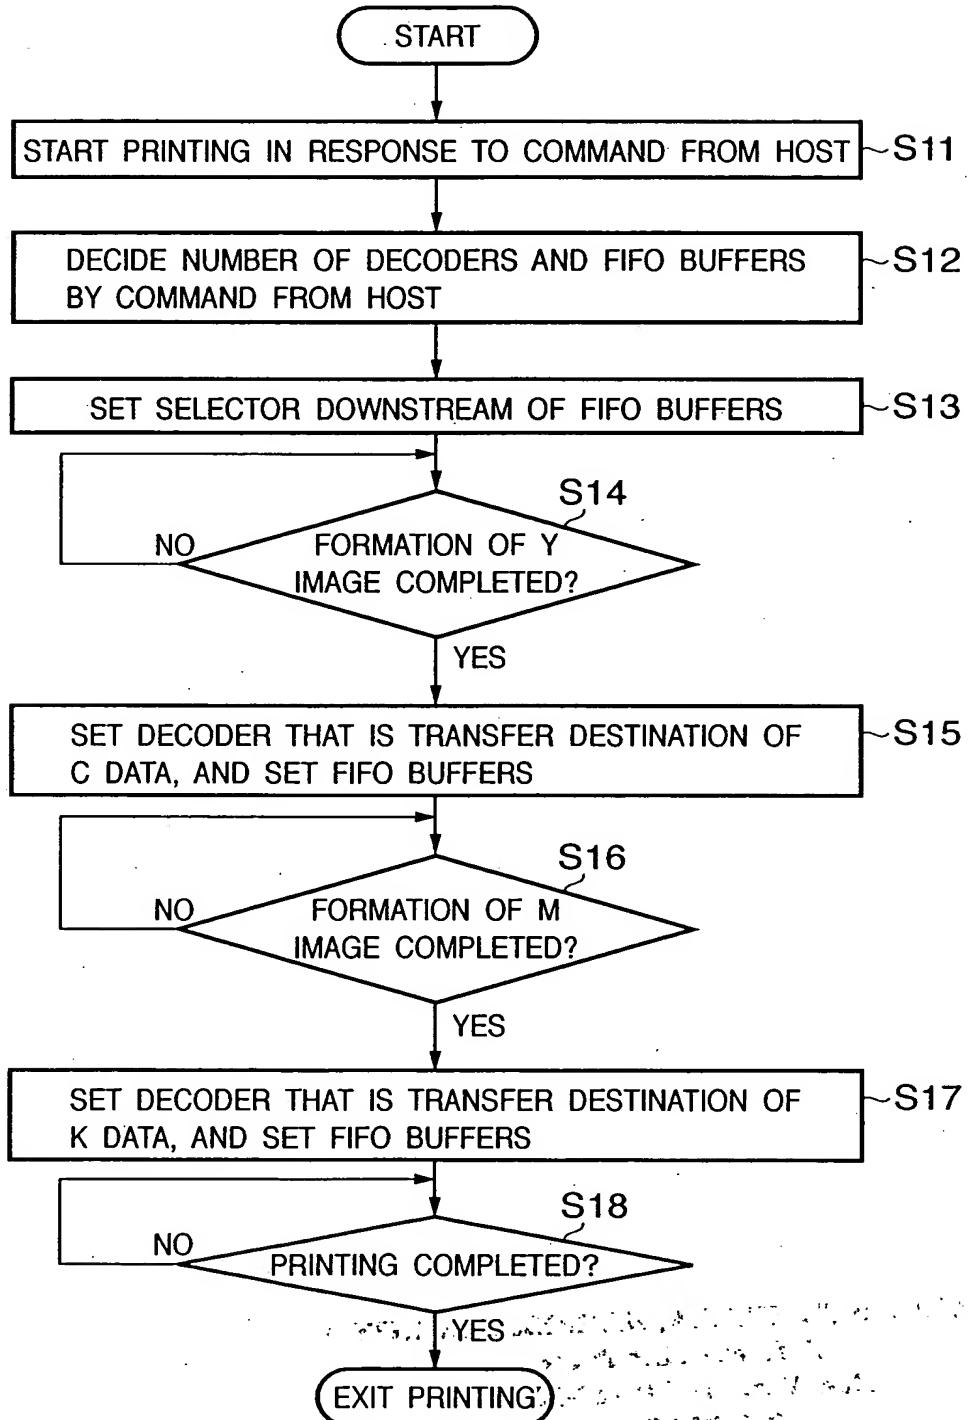 START
START PRINTING IN RESPONSE TO COMMAND FROM HOST
S11
DECIDE NUMBER OF DECODERS AND FIFO BUFFERS
BY COMMAND FROM HOST
S12
SET SELECTOR DOWNSTREAM OF FIFO BUFFERS
S13
S14
NO
FORMATION OF Y
IMAGE COMPLETED?
YES
SET DECODER THAT IS TRANSFER DESTINATION OF
C DATA, AND SET FIFO BUFFERS
S15
S16
NO
FORMATION OF M
IMAGE COMPLETED?
YES
SET DECODER THAT IS TRANSFER DESTINATION OF
K DATA, AND SET FIFO BUFFERS
S17
S18
NO
PRINTING COMPLETED?
YES
EXIT PRINTING